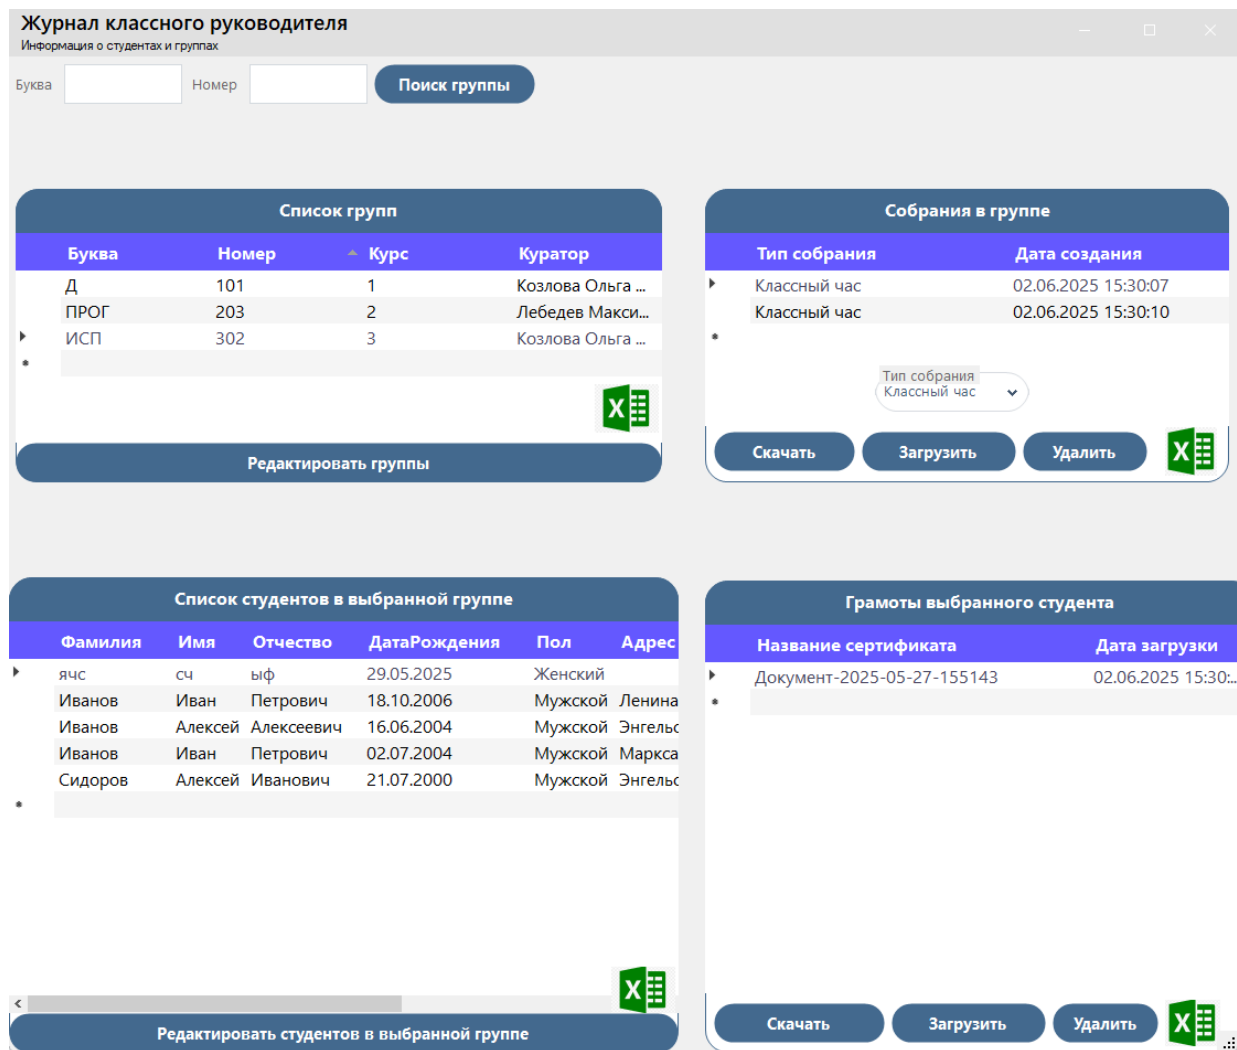 Журнал классного руководителя
Информация о студентах и группах
Буква Номер Поиск группы
Список групп
Буква Номер Курс Куратор
Д 101 1 Козлова Ольга ...
ПРОГ 203 2 Лебедев Макси...
ИСП 302 3 Козлова Ольга ...
Редактировать группы
Собрания в группе
Тип собрания Дата создания
Классный час 02.06.2025 15:30:07
Классный час 02.06.2025 15:30:10
Тип собрания
Классный час
Скачать Загрузить Удалить
Список студентов в выбранной группе
Фамилия Имя Отчество ДатаРождения Пол Адрес
ячс сч ыф 29.05.2025 Женский
Иванов Иван Петрович 18.10.2006 Мужской Ленина
Иванов Алексей Алексеевич 16.06.2004 Мужской Энгельс
Иванов Иван Петрович 02.07.2004 Мужской Маркса
Сидоров Алексей Иванович 21.07.2000 Мужской Энгельс
Редактировать студентов в выбранной группе
Грамоты выбранного студента
Название сертификата Дата загрузки
Документ-2025-05-27-155143 02.06.2025 15:30:...
Скачать Загрузить Удалить